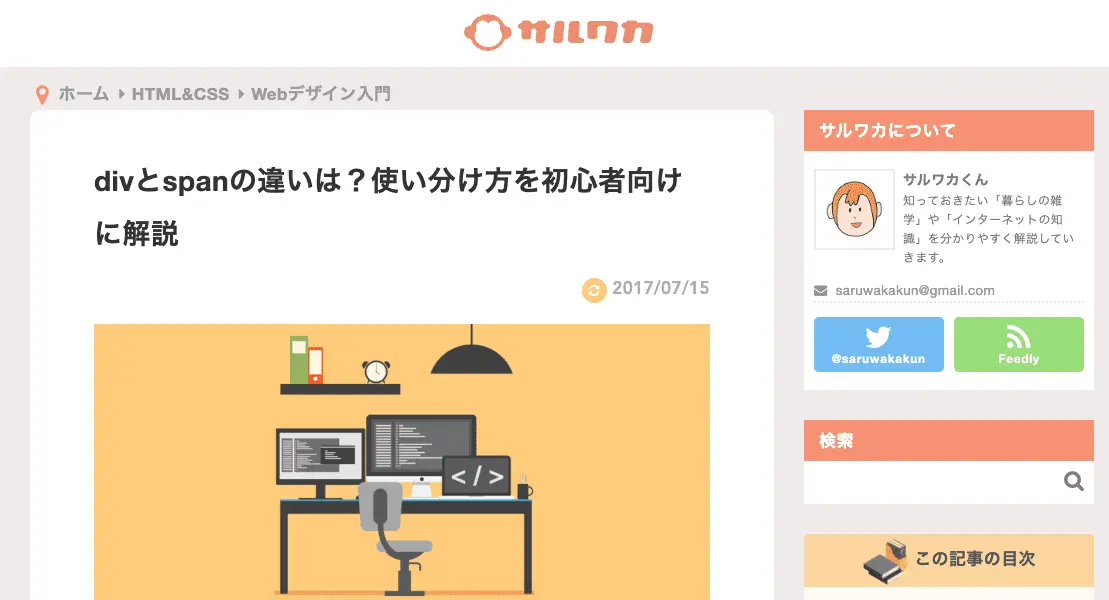 サルワカ
ホーム HTML&CSS Webデザイン入門
divとspanの違いは？使い分け方を初心者向け
に解説
2017/07/15
</>
サルワカについて
サルワカくん
知っておきたい「暮らしの雑
学」や「インターネットの知
識」を分かりやすく解説してい
きます。
saruwakakun@gmail.com
@saruwakakun
Feedly
検索
この記事の目次